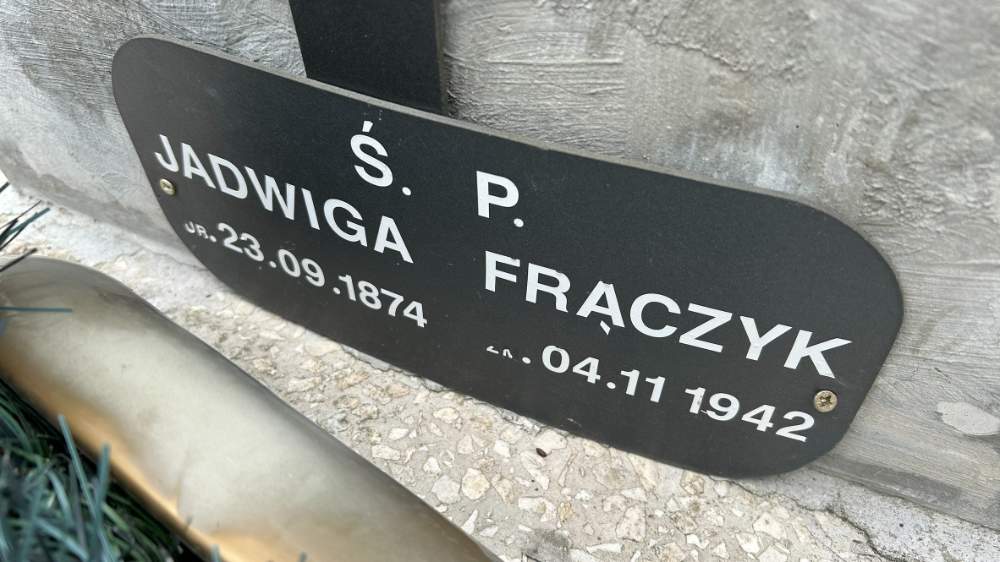 Ś. P.
JADWIGA FRĄCZYK
UR. 23.09.1874 ZM. 04.11 1942